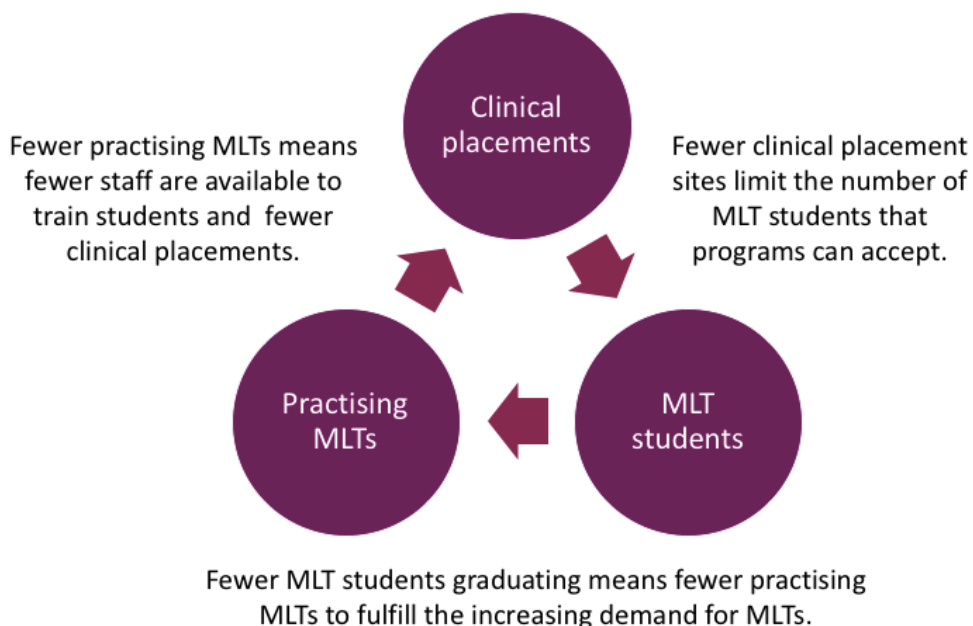 Clinical
placements
Fewer practising MLTs means
fewer staff are available to
train students and  fewer
clinical placements.
Fewer clinical placement
sites limit the number of
MLT students that
programs can accept.
Practising
MLTs
MLT
students
Fewer MLT students graduating means fewer practising
MLTs to fulfill the increasing demand for MLTs.